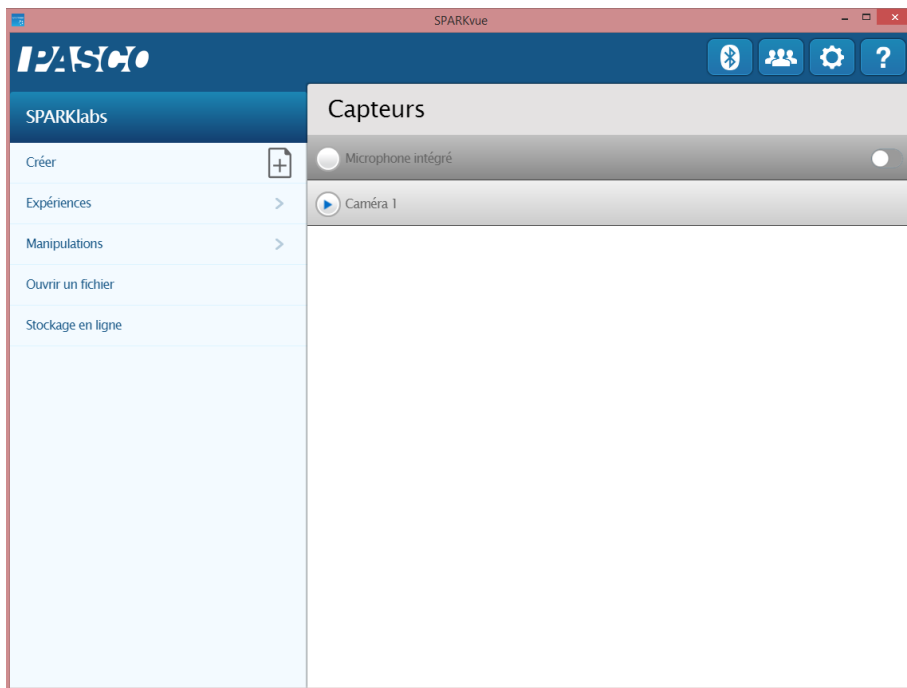 SPARKvue
PASCO
?
SPARKlabs
Créer
Expériences
Manipulations
Ouvrir un fichier
Stockage en ligne
Capteurs
Microphone intégré
Caméra 1